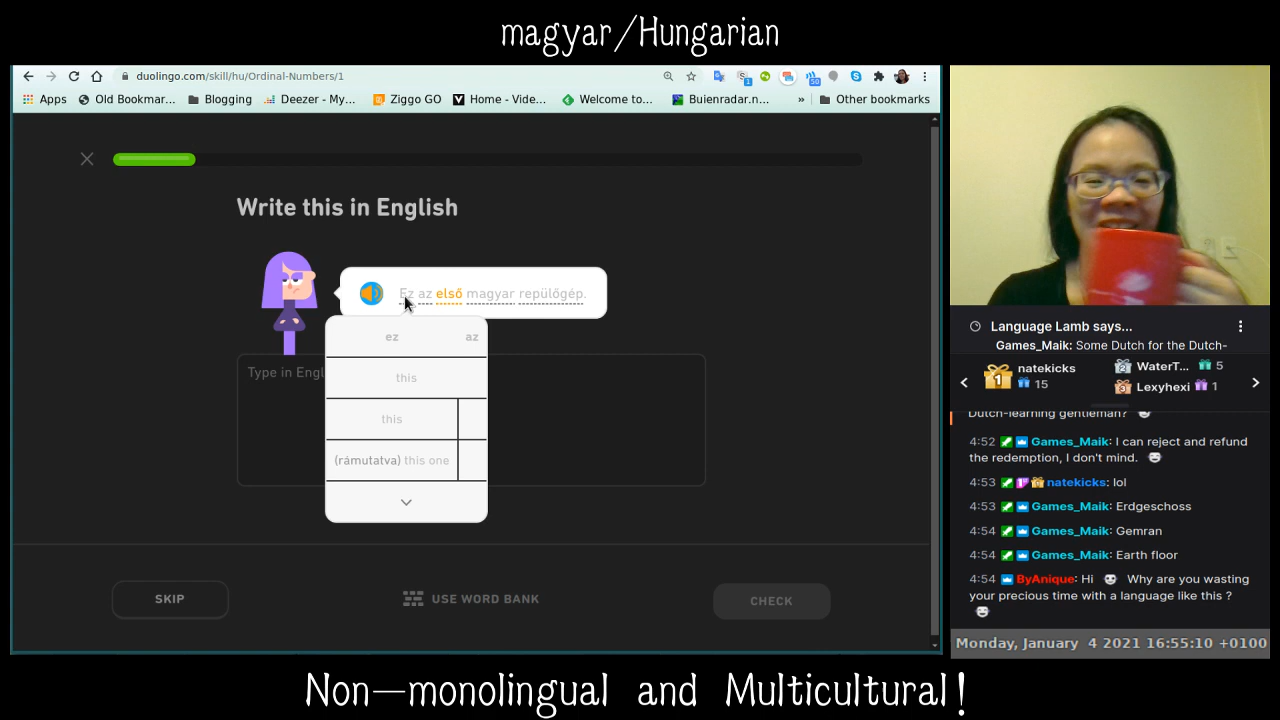 magyar/Hungarian
duolingo.com/skill/hu/Ordinal-Numbers/1
Apps Old Bookmar... Blogging Deezer - My... Ziggo GO Home - Vide... Welcome to... Buienradar.n... » Other bookmarks
Write this in English
Ez az első magyar repülőgép.
ez az
Type in Engl
this
this
(rámutatva) this one
SKIP
USE WORD BANK
CHECK
Language Lamb says...
Games_Maik: Some Dutch for the Dutch-
1 natekicks
15
2 WaterT... 5
3 Lexyhexi 1
Dutch-learning gentleman?
4:52 Games_Maik: I can reject and refund
the redemption, I don't mind.
4:53 natekicks: lol
4:53 Games_Maik: Erdgeschoss
4:54 Games_Maik: Gemran
4:54 Games_Maik: Earth floor
4:54 ByAnique: Hi Why are you wasting
your precious time with a language like this ?
Monday, January 4 2021 16:55:10 +0100
Non-monolingual and Multicultural!